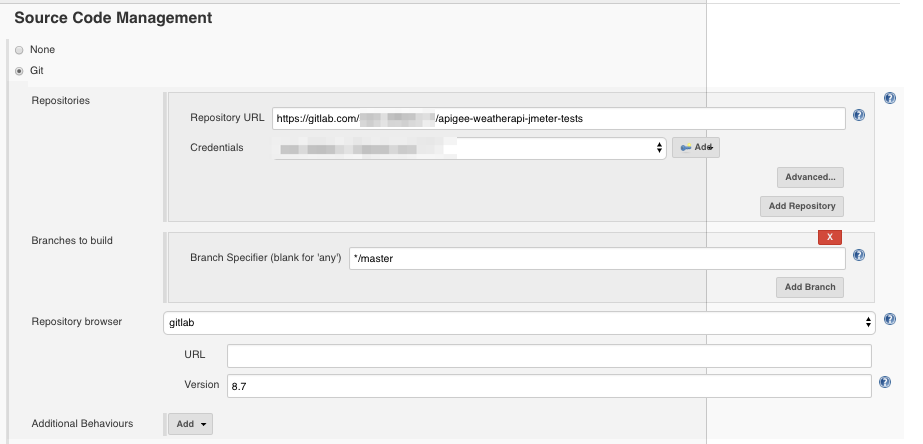 Source Code Management
None
Git
Repositories
Repository URL https://gitlab.com/ /apigee-weatherapi-jmeter-tests
Credentials Add
Advanced...
Add Repository
Branches to build X
Branch Specifier (blank for 'any') */master
Add Branch
Repository browser gitlab
URL
Version 8.7
Additional Behaviours Add